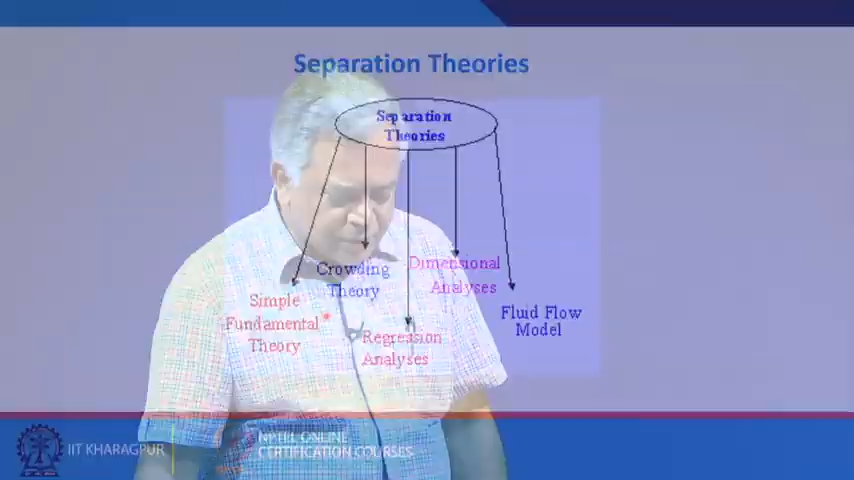 Separation Theories
Separation
Theories
Crowding
Theory
Dimensional
Analyses
Simple
Fundamental
Theory
Regression
Analyses
Fluid Flow
Model
IIT KHARAGPUR
NPTEL ONLINE
CERTIFICATION COURSES